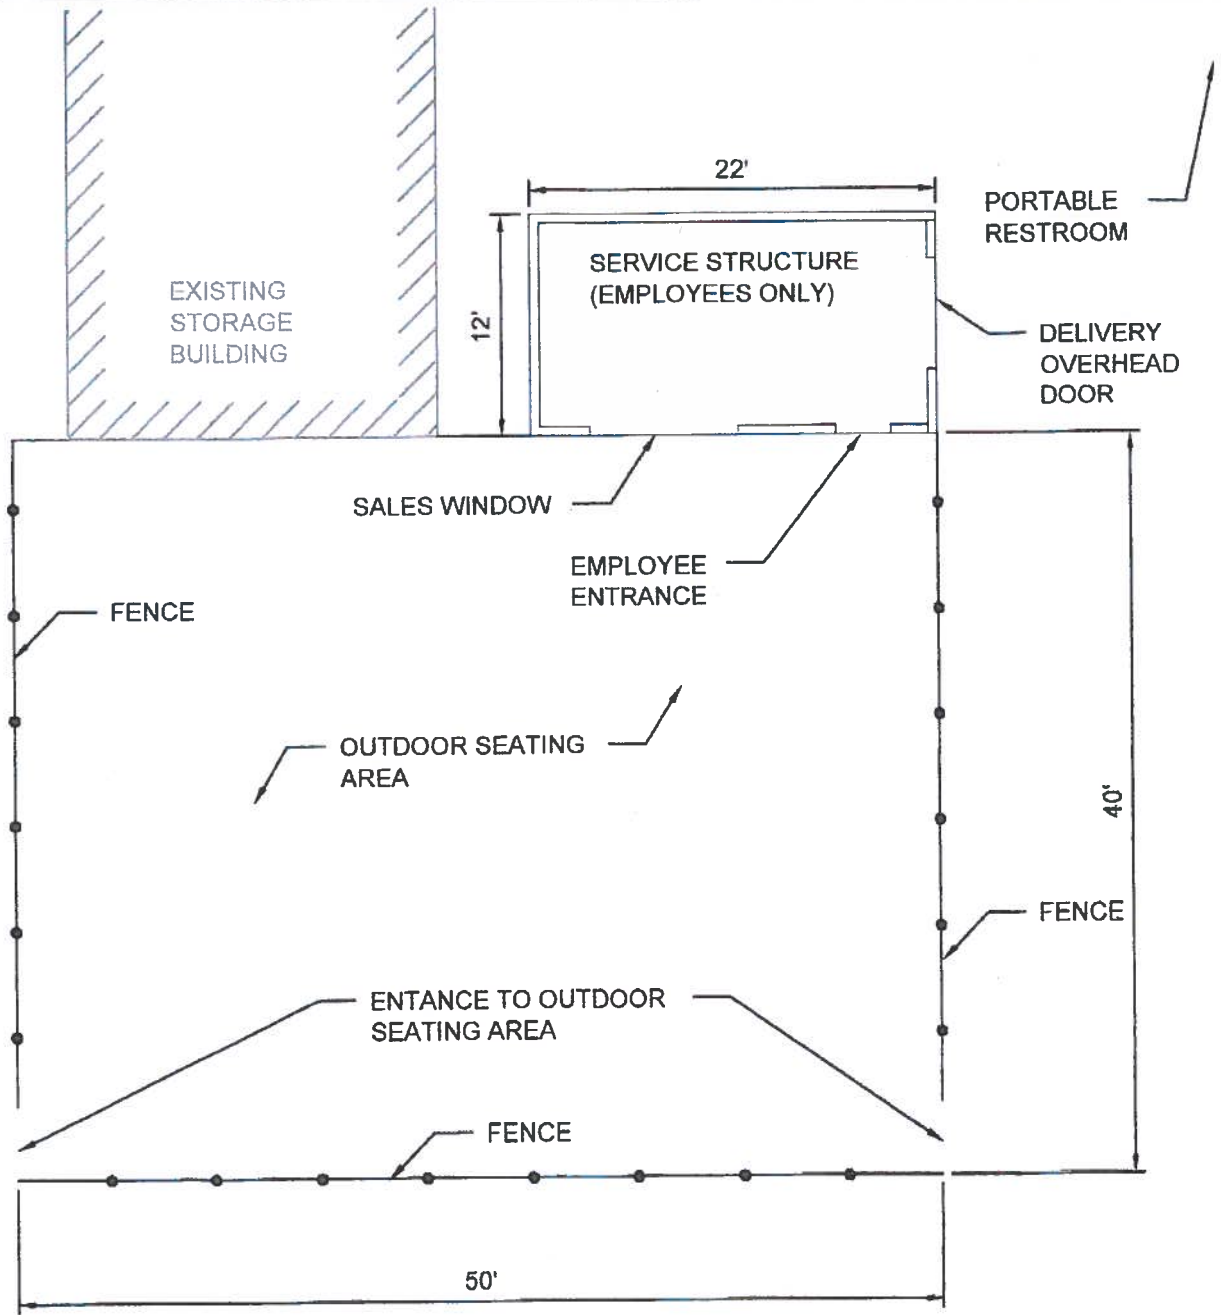 22'
PORTABLE
RESTROOM
SERVICE STRUCTURE
(EMPLOYEES ONLY)
EXISTING
STORAGE
BUILDING
12'
DELIVERY
OVERHEAD
DOOR
SALES WINDOW
EMPLOYEE
ENTRANCE
FENCE
OUTDOOR SEATING
AREA
40'
FENCE
ENTANCE TO OUTDOOR
SEATING AREA
FENCE
50'